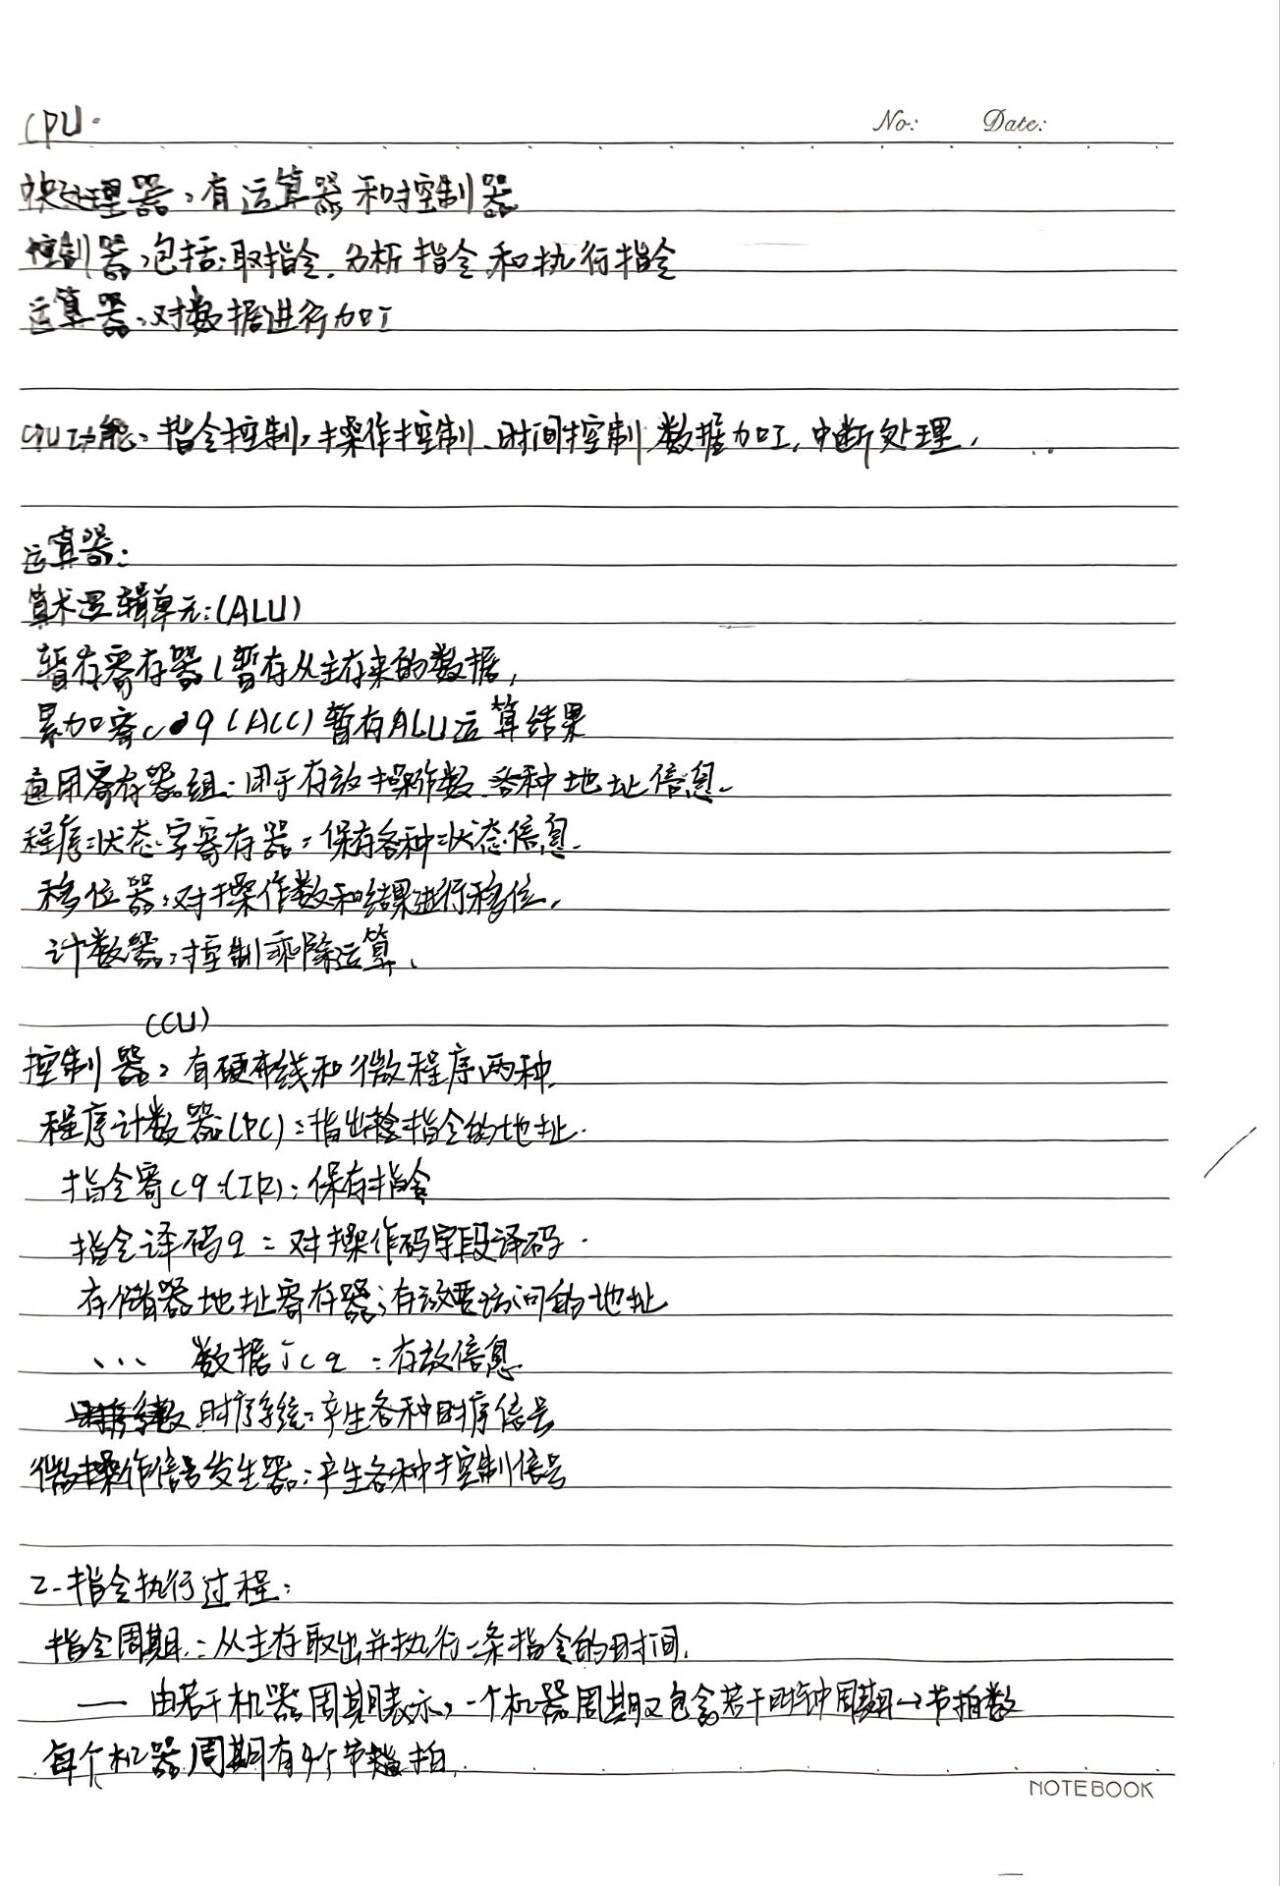 CPU.
No: Date:
央处理器:有运算器和控制器
控制器:包括:取指令.分析指令和执行指令
运算器:对数据进行加工
CPU功能:指令控制,操作控制、时间控制 数据加工,中断处理,
运算器:
算术逻辑单元:(ALU)
暂存寄存器(暂存从主存来的数据,
累加寄c q (ACC)暂存ALU运算结果
通用寄存器组:用于存放操作数 各种地址信息.
程序状态字寄存器:保存各种状态信息.
移位器:对操作数和结果进行移位,
计数器:控制乘除运算、
(CU)
控制器:有硬布线和微程序两种.
程序计数器(PC):指出指令的地址.
指令寄cq:(IR):保存指令
指令译码q:对操作码字段译码.
存储器地址寄存器:存放要访问的地址
... 数据jcq:存放信息.
时序系统:产生各种时序信号
微操作信号发生器:产生各种控制信号
2.指令执行过程:
指令周期:从主存取出并执行一条指令的时间.
— 由若干机器周期表示,一个机器周期又包含若干时钟周期→节拍数
每个机器周期有4个节拍.
NOTEBOOK